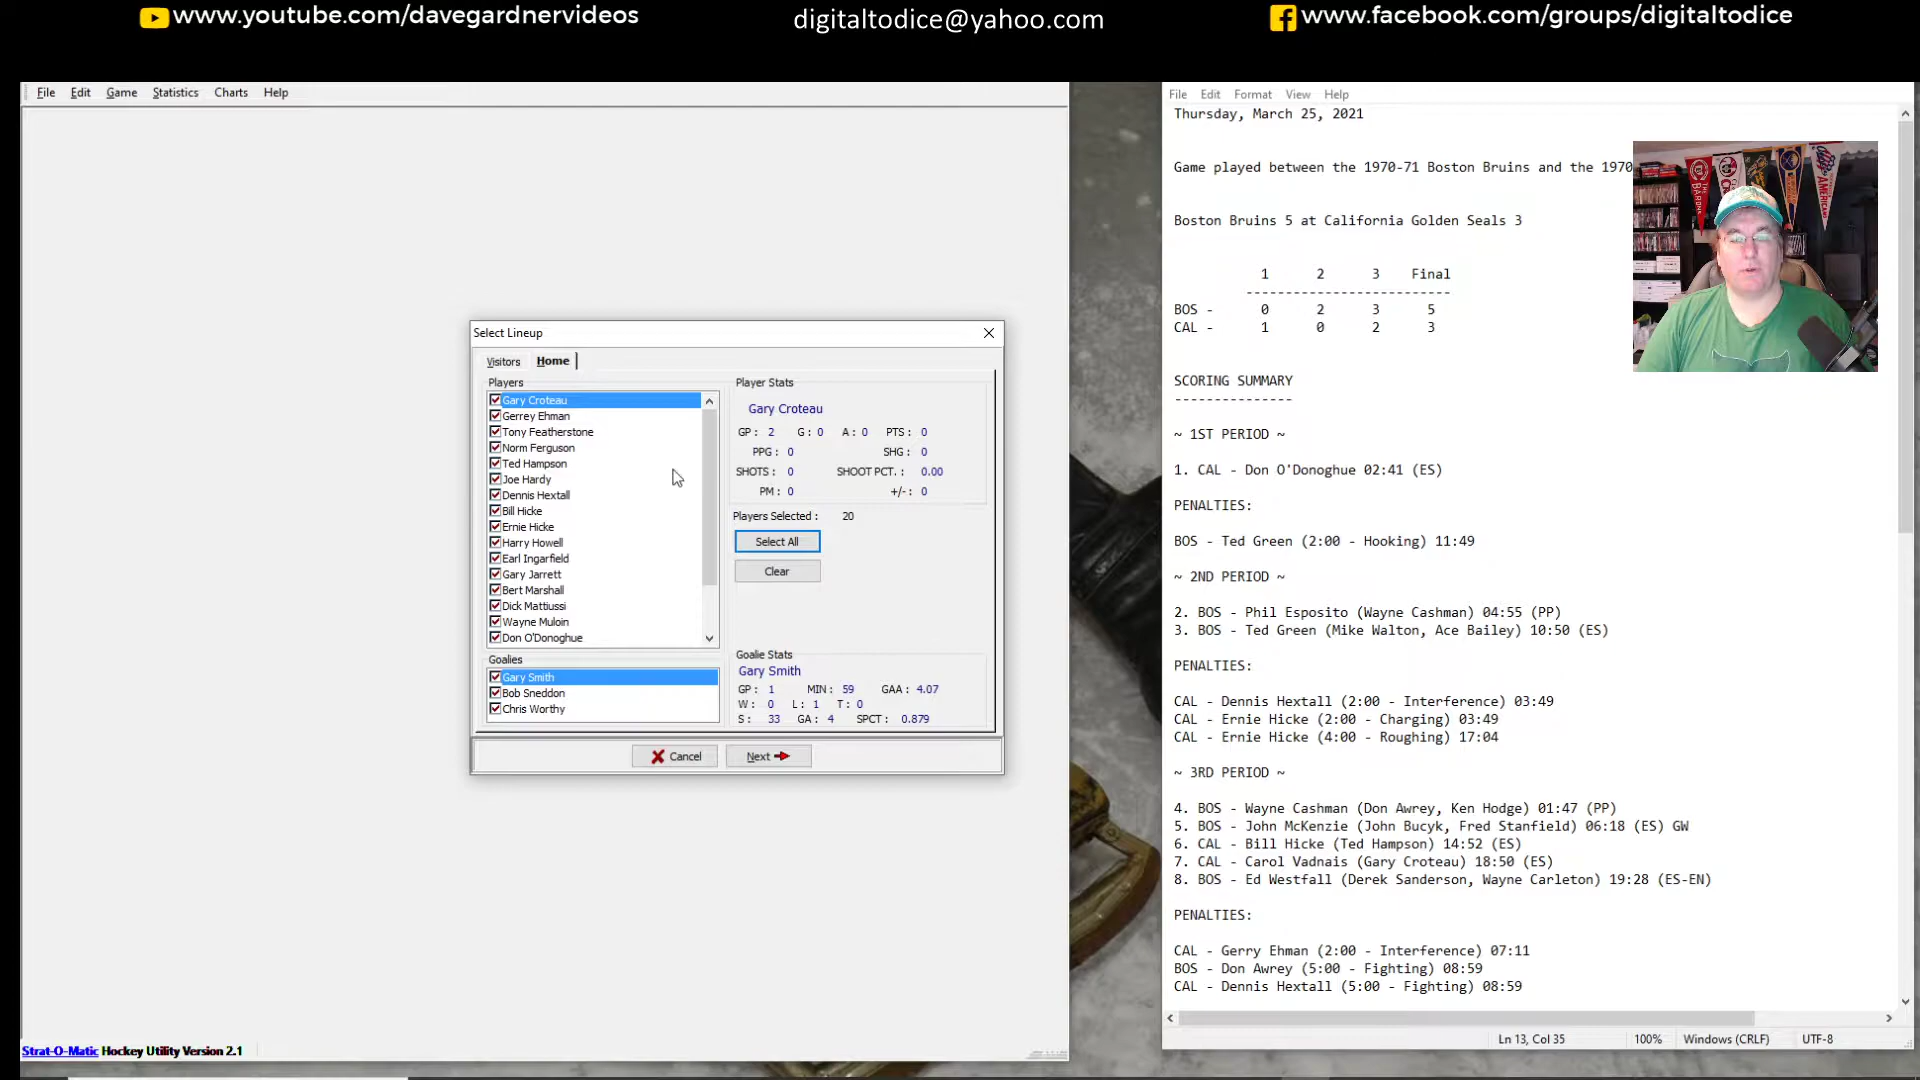 www.youtube.com/davegardnervideos
digitaltodice@yahoo.com
www.facebook.com/groups/digitaltodice
File Edit Game Statistics Charts Help
Select Lineup
Visitors Home
Players
Gary Croteau
Gerrey Ehman
Tony Featherstone
Norm Ferguson
Ted Hampson
Joe Hardy
Dennis Hextall
Bill Hicke
Ernie Hicke
Harry Howell
Earl Ingarfield
Gary Jarrett
Bert Marshall
Dick Mattiussi
Wayne Muloin
Don O'Donoghue
Goalies
Gary Smith
Bob Sneddon
Chris Worthy
Player Stats
Gary Croteau
GP : 2 G : 0 A : 0 PTS : 0
PPG : 0 SHG : 0
SHOTS : 0 SHOOT PCT. : 0.00
PM : 0 +/- : 0
Players Selected : 20
Select All
Clear
Goalie Stats
Gary Smith
GP : 1 MIN : 59 GAA : 4.07
W : 0 L : 1 T : 0
S : 33 GA : 4 SPCT : 0.879
Cancel Next
Strat-O-Matic Hockey Utility Version 2.1
File Edit Format View Help
Thursday, March 25, 2021
Game played between the 1970-71 Boston Bruins and the 1970
Boston Bruins 5 at California Golden Seals 3
1 2 3 Final
-----------------------
BOS - 0 2 3 5
CAL - 1 0 2 3
SCORING SUMMARY
---------------
~ 1ST PERIOD ~
1. CAL - Don O'Donoghue 02:41 (ES)
PENALTIES:
BOS - Ted Green (2:00 - Hooking) 11:49
~ 2ND PERIOD ~
2. BOS - Phil Esposito (Wayne Cashman) 04:55 (PP)
3. BOS - Ted Green (Mike Walton, Ace Bailey) 10:50 (ES)
PENALTIES:
CAL - Dennis Hextall (2:00 - Interference) 03:49
CAL - Ernie Hicke (2:00 - Charging) 03:49
CAL - Ernie Hicke (4:00 - Roughing) 17:04
~ 3RD PERIOD ~
4. BOS - Wayne Cashman (Don Awrey, Ken Hodge) 01:47 (PP)
5. BOS - John McKenzie (John Bucyk, Fred Stanfield) 06:18 (ES) GW
6. CAL - Bill Hicke (Ted Hampson) 14:52 (ES)
7. CAL - Carol Vadnais (Gary Croteau) 18:50 (ES)
8. BOS - Ed Westfall (Derek Sanderson, Wayne Carleton) 19:28 (ES-EN)
PENALTIES:
CAL - Gerry Ehman (2:00 - Interference) 07:11
BOS - Don Awrey (5:00 - Fighting) 08:59
CAL - Dennis Hextall (5:00 - Fighting) 08:59
Ln 13, Col 35 100% Windows (CRLF) UTF-8
AMERICANS